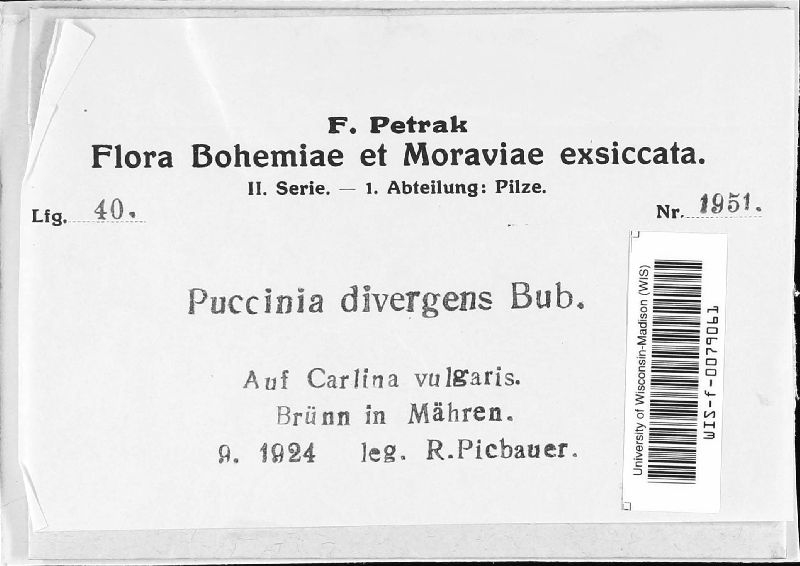 F. Petrak
Flora Bohemiae et Moraviae exsiccata.
II. Serie. — 1. Abteilung: Pilze.
Lfg. 40.
Nr. 1951.
Puccinia divergens Bub.
Auf Carlina vulgaris.
Brünn in Mähren.
9. 1924 leg. R.Picbauer.
University of Wisconsin-Madison (WIS)
WIS-f-0079061